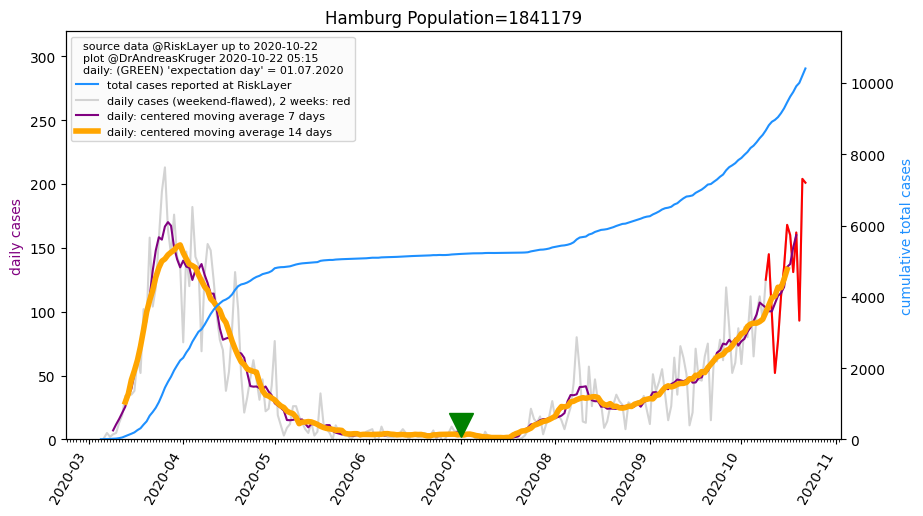 Hamburg Population=1841179
source data @RiskLayer up to 2020-10-22
plot @DrAndreasKruger 2020-10-22 05:15
daily: (GREEN) 'expectation day' = 01.07.2020
total cases reported at RiskLayer
daily cases (weekend-flawed), 2 weeks: red
daily: centered moving average 7 days
daily: centered moving average 14 days
daily cases
300
250
200
150
100
50
0
cumulative total cases
10000
8000
6000
4000
2000
0
2020-03
2020-04
2020-05
2020-06
2020-07
2020-08
2020-09
2020-10
2020-11